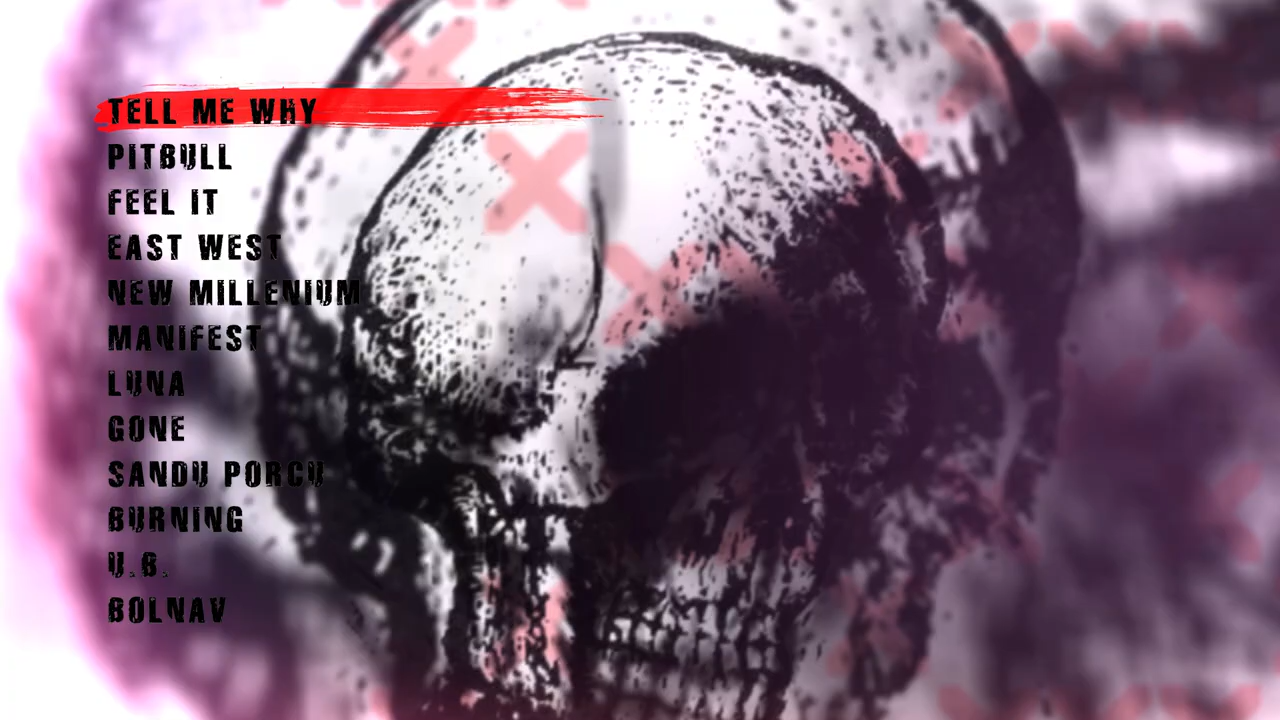 TELL ME WHY
PITBULL
FEEL IT
EAST WEST
NEW MILLENIUM
MANIFEST
LUNA
GONE
SANDU PORCU
BURNING
U.B.
BOLNAV